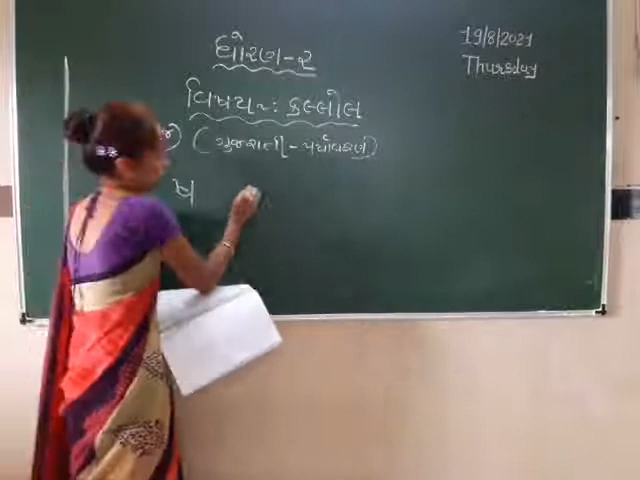 ધોરણ-૨
19/8/2021
Thursday
વિષય : કલ્લોલ
(ગુજરાતી - પર્યાવરણ)
ખ